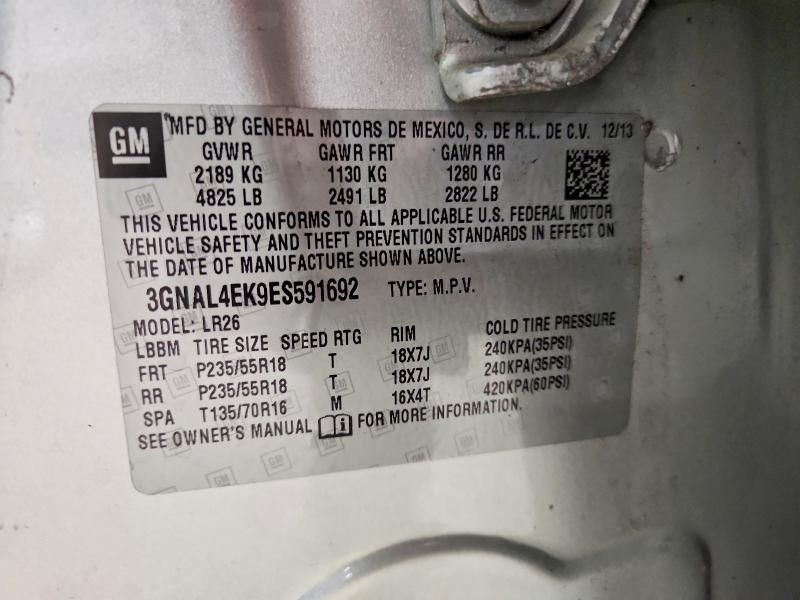 GM MFD BY GENERAL MOTORS DE MEXICO, S. DE R.L. DE C.V. 12/13
GVWR GAWR FRT GAWR RR
2189 KG 1130 KG 1280 KG
4825 LB 2491 LB 2822 LB
THIS VEHICLE CONFORMS TO ALL APPLICABLE U.S. FEDERAL MOTOR
VEHICLE SAFETY AND THEFT PREVENTION STANDARDS IN EFFECT ON
THE DATE OF MANUFACTURE SHOWN ABOVE.
3GNAL4EK9ES591692 TYPE: M.P.V.
MODEL: LR26
LBBM TIRE SIZE SPEED RTG RIM COLD TIRE PRESSURE
FRT P235/55R18 T 18X7J 240KPA(35PSI)
RR P235/55R18 T 18X7J 240KPA(35PSI)
SPA T135/70R16 M 16X4T 420KPA(60PSI)
SEE OWNER'S MANUAL FOR MORE INFORMATION.